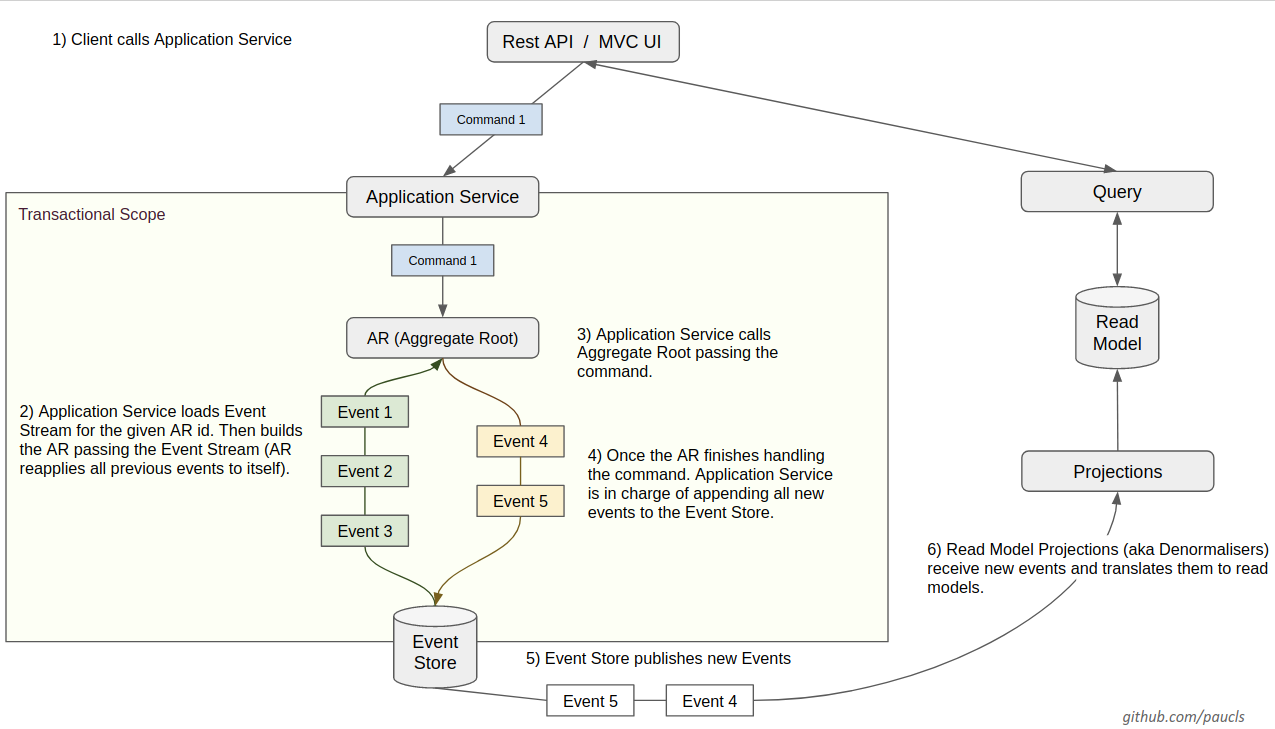 1) Client calls Application Service
Rest API / MVC UI
Command 1
Application Service
Query
Transactional Scope
Command 1
Read
Model
AR (Aggregate Root)
3) Application Service calls
Aggregate Root passing the
command.
2) Application Service loads Event
Stream for the given AR id. Then builds
the AR passing the Event Stream (AR
reapplies all previous events to itself).
Event 1
Event 2
Event 3
Event 4
Event 5
4) Once the AR finishes handling
the command. Application Service
is in charge of appending all new
events to the Event Store.
Projections
6) Read Model Projections (aka Denormalisers)
receive new events and translates them to read
models.
Event
Store
5) Event Store publishes new Events
Event 5
Event 4
github.com/paucls